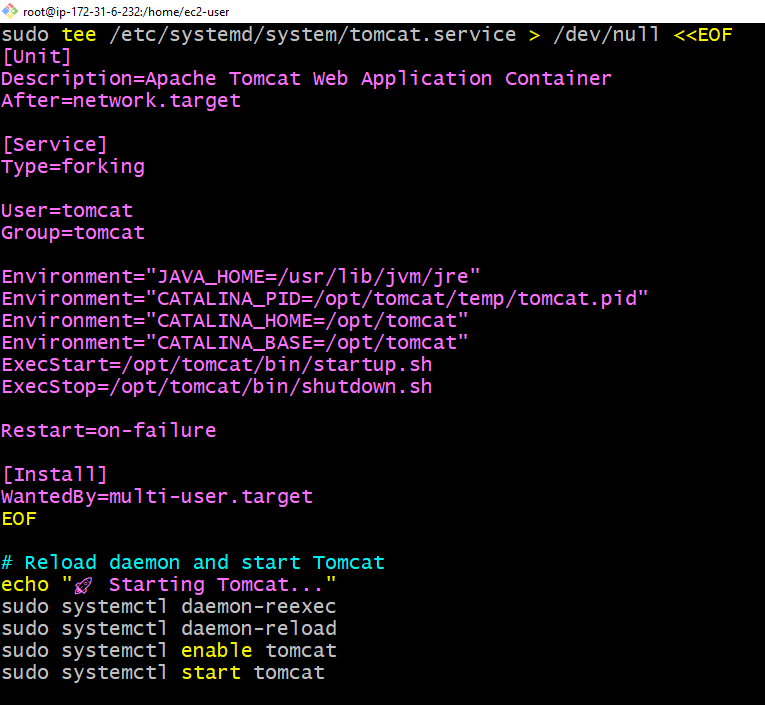 root@ip-172-31-6-232:/home/ec2-user
sudo tee /etc/systemd/system/tomcat.service > /dev/null <<EOF
[Unit]
Description=Apache Tomcat Web Application Container
After=network.target

[Service]
Type=forking

User=tomcat
Group=tomcat

Environment="JAVA_HOME=/usr/lib/jvm/jre"
Environment="CATALINA_PID=/opt/tomcat/temp/tomcat.pid"
Environment="CATALINA_HOME=/opt/tomcat"
Environment="CATALINA_BASE=/opt/tomcat"
ExecStart=/opt/tomcat/bin/startup.sh
ExecStop=/opt/tomcat/bin/shutdown.sh

Restart=on-failure

[Install]
WantedBy=multi-user.target
EOF

# Reload daemon and start Tomcat
echo "🚀 Starting Tomcat..."
sudo systemctl daemon-reexec
sudo systemctl daemon-reload
sudo systemctl enable tomcat
sudo systemctl start tomcat